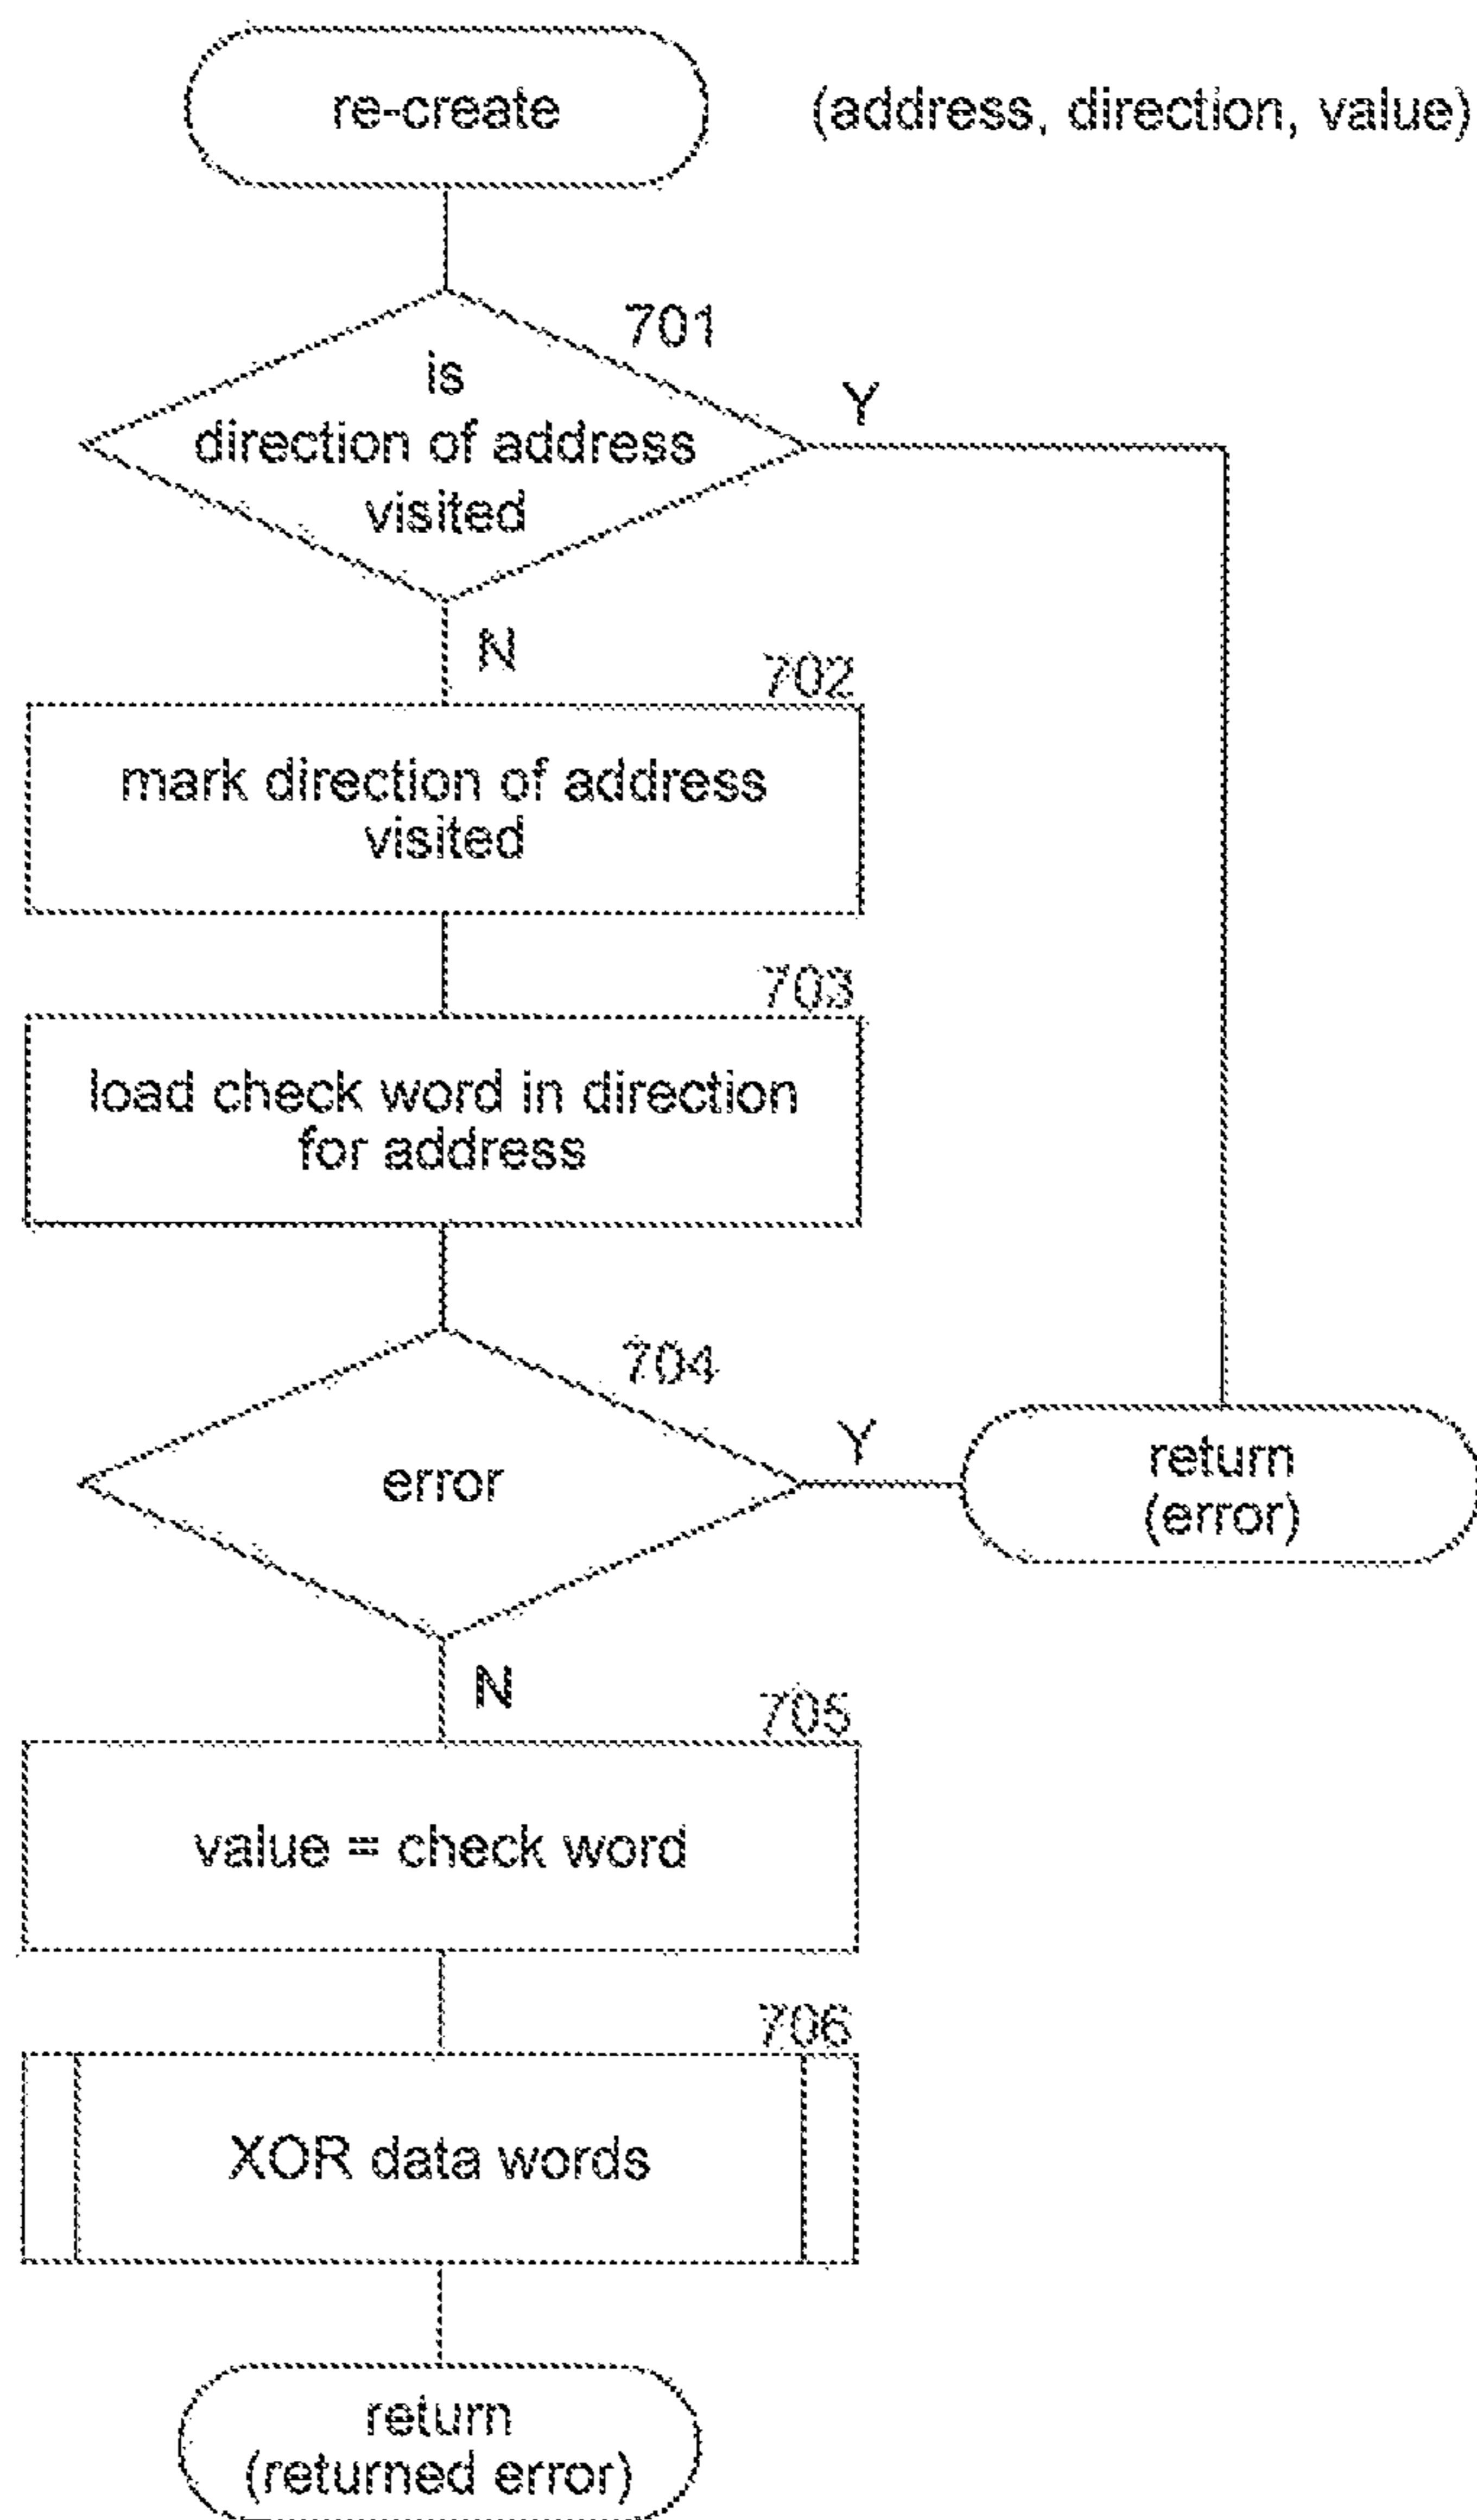 re-create
(address, direction, value)
701
is
direction of address
visited
Y
N
702
mark direction of address
visited
703
load check word in direction
for address
704
error
Y
return
(error)
N
705
value = check word
706
XOR data words
return
(returned error)